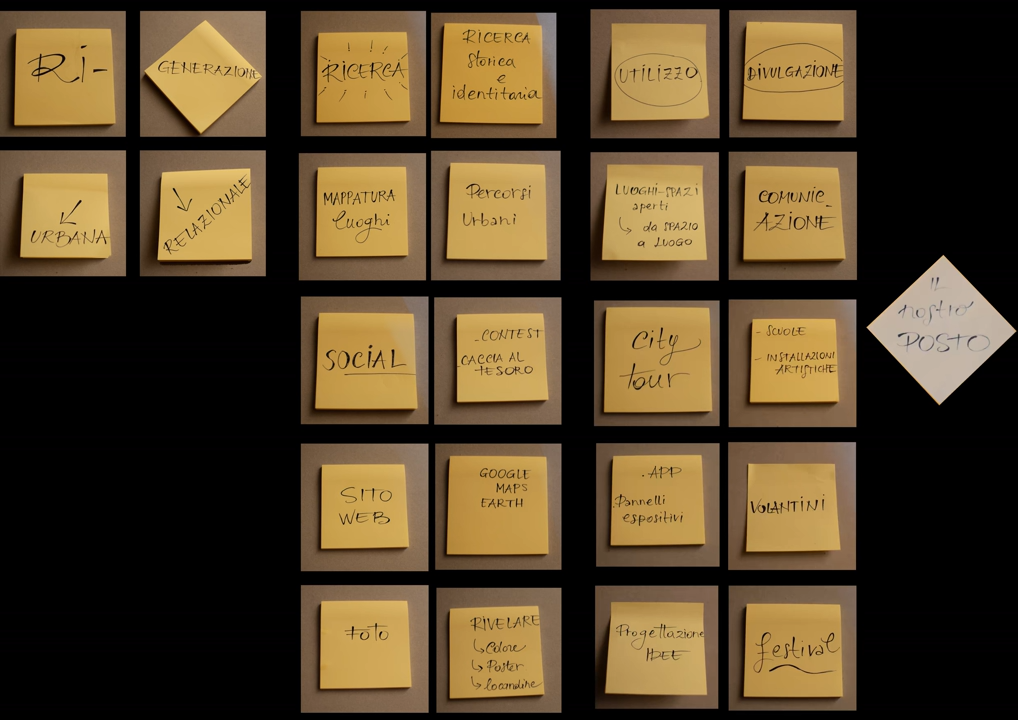 Ri-
GENERAZIONE
URBANA
RELAZIONALE
RICERCA
RICERCA
Storica
e
identitaria
MAPPATURA
luoghi
Percorsi
Urbani
SOCIAL
- CONTEST
- CACCIA AL
TESORO
SITO
WEB
GOOGLE
MAPS
EARTH
FOTO
RIVELARE
↳ Colore
↳ Poster
↳ locandine
UTILIZZO
DIVULGAZIONE
LUOGHI-SPAZI
aperti
↳ da SPAZIO
a LUOGO
COMUNIC-
AZIONE
City
tour
- SCUOLE
- INSTALLAZIONI
ARTISTICHE
. APP
. Pannelli
espositivi
VOLANTINI
Progettazione
IDEE
festival
IL
nostro
POSTO